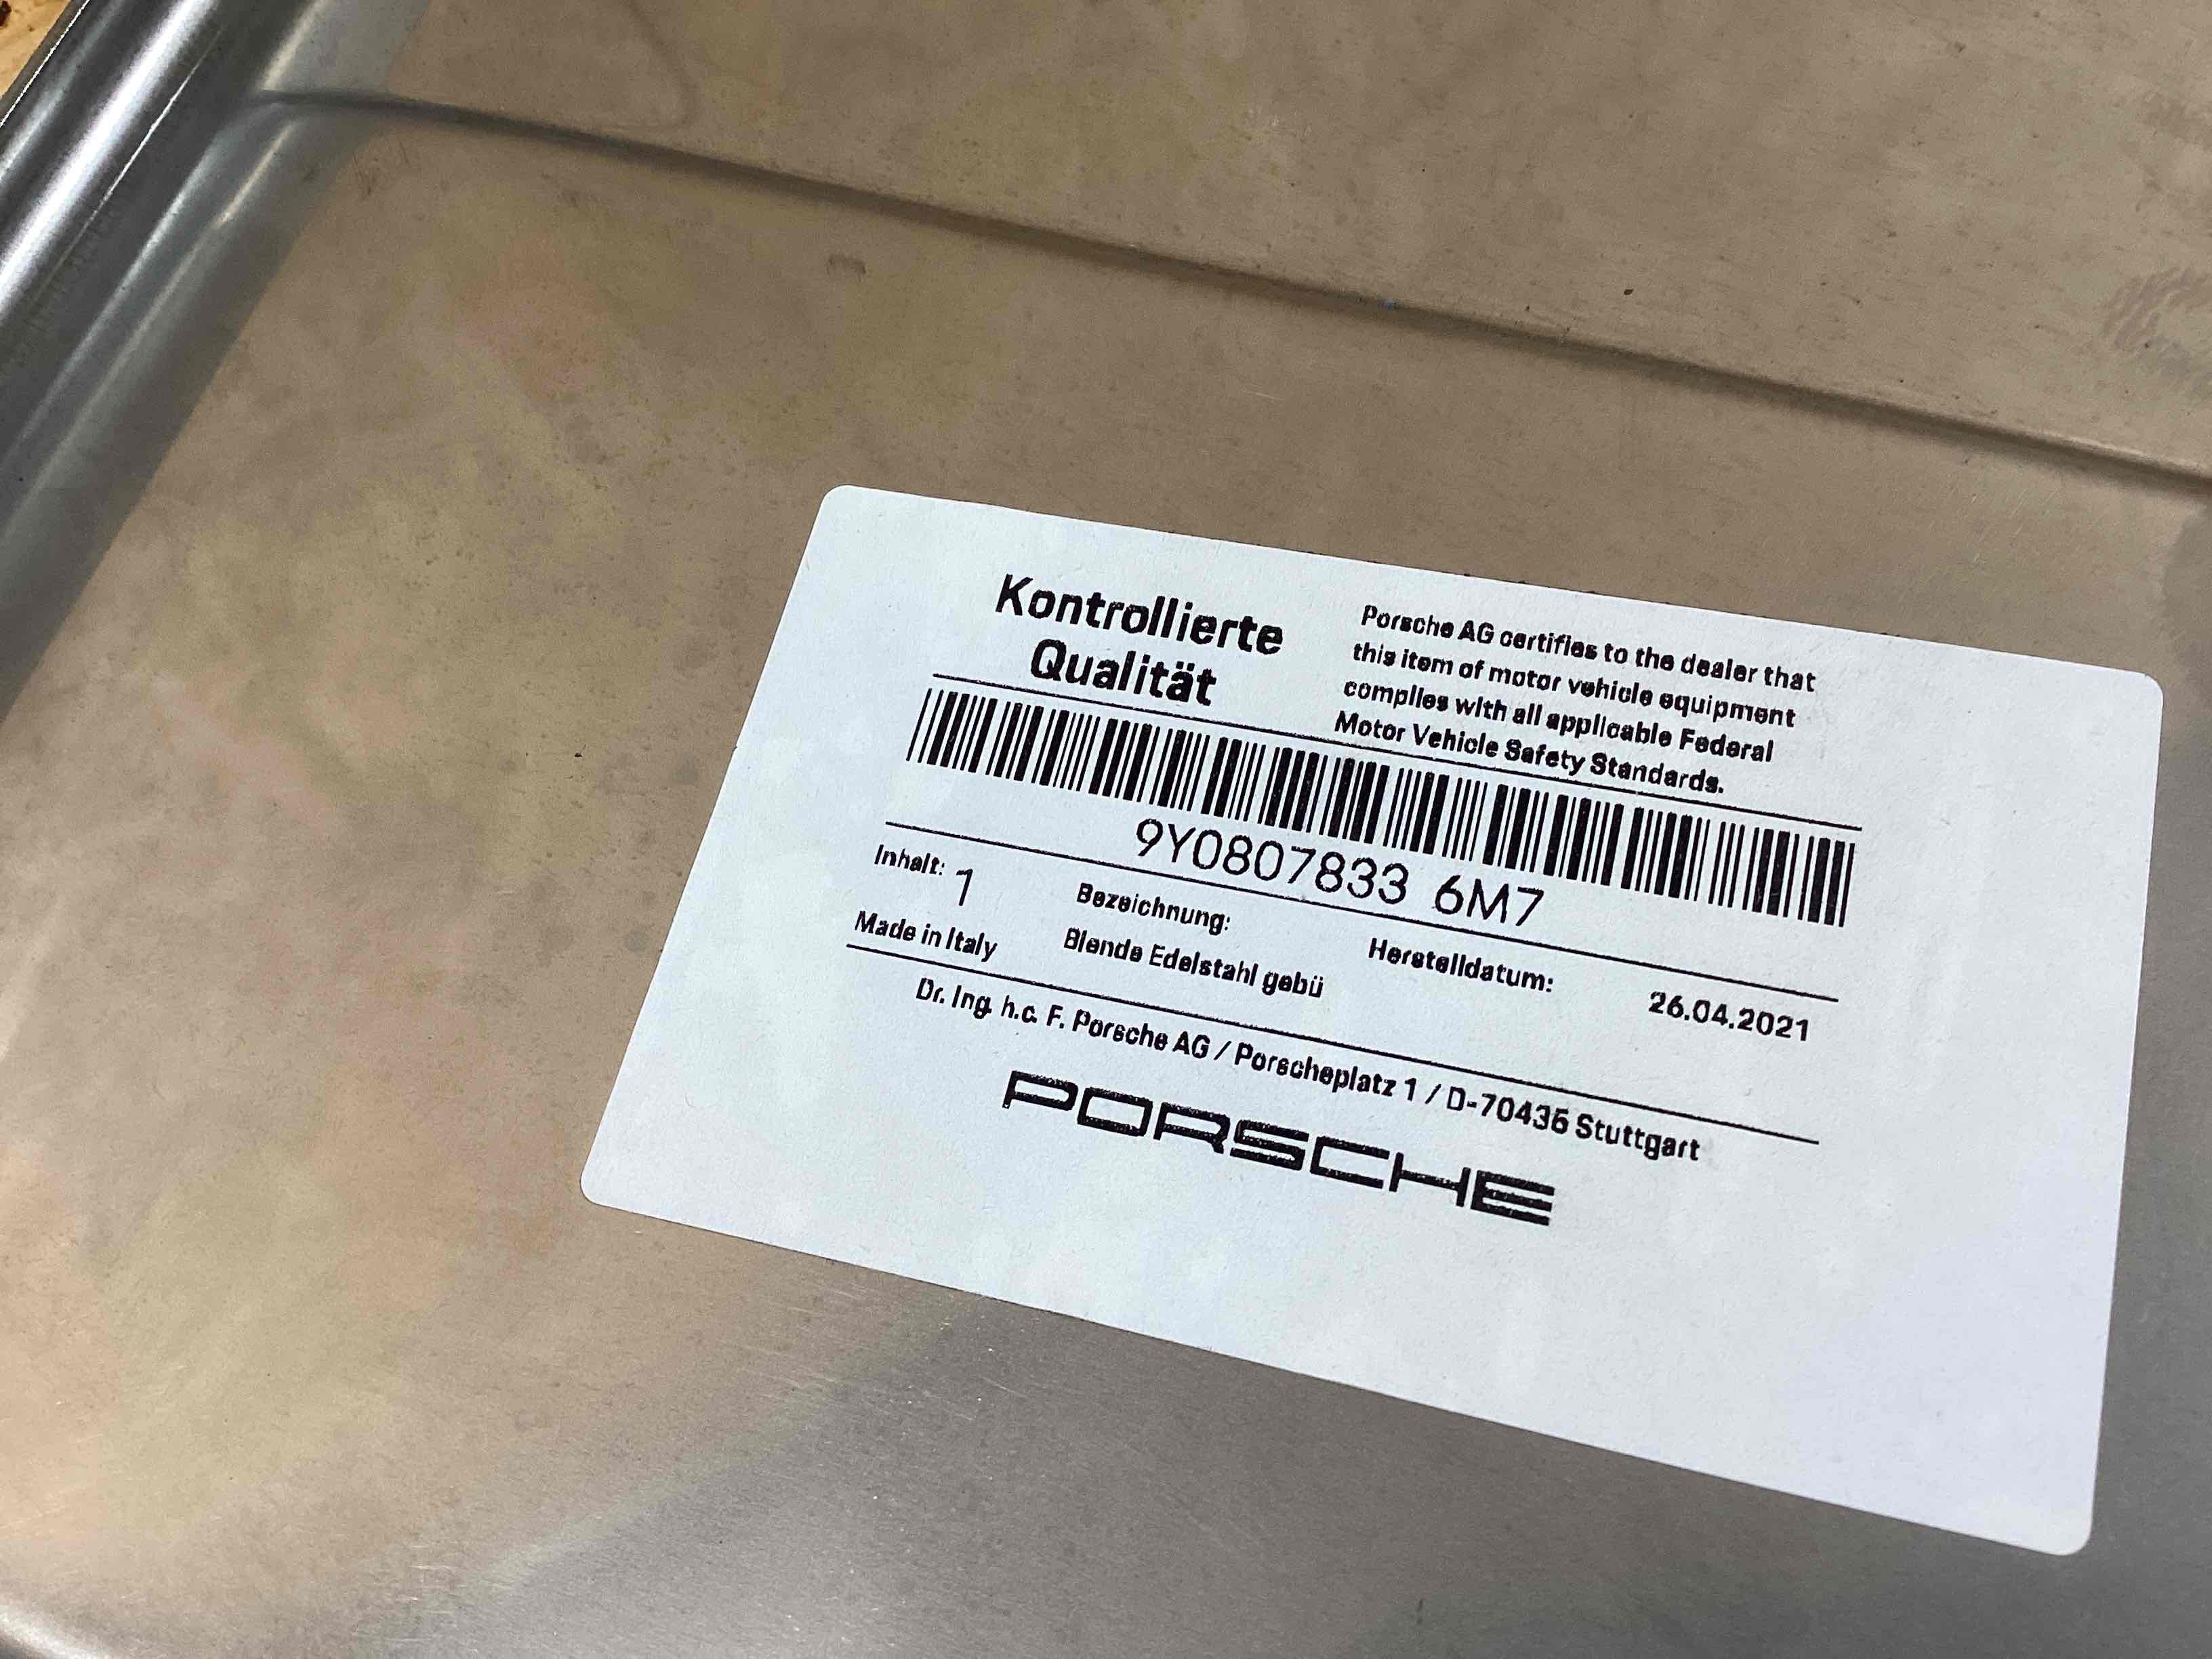 Kontrollierte
Qualität
Porsche AG certifies to the dealer that
this item of motor vehicle equipment
complies with all applicable Federal
Motor Vehicle Safety Standards.
9Y0807833 6M7
Inhalt: 1
Made in Italy
Bezeichnung:
Blende Edelstahl gebü
Herstelldatum:
26.04.2021
Dr. Ing. h.c. F. Porsche AG / Porscheplatz 1 / D-70435 Stuttgart
PORSCHE